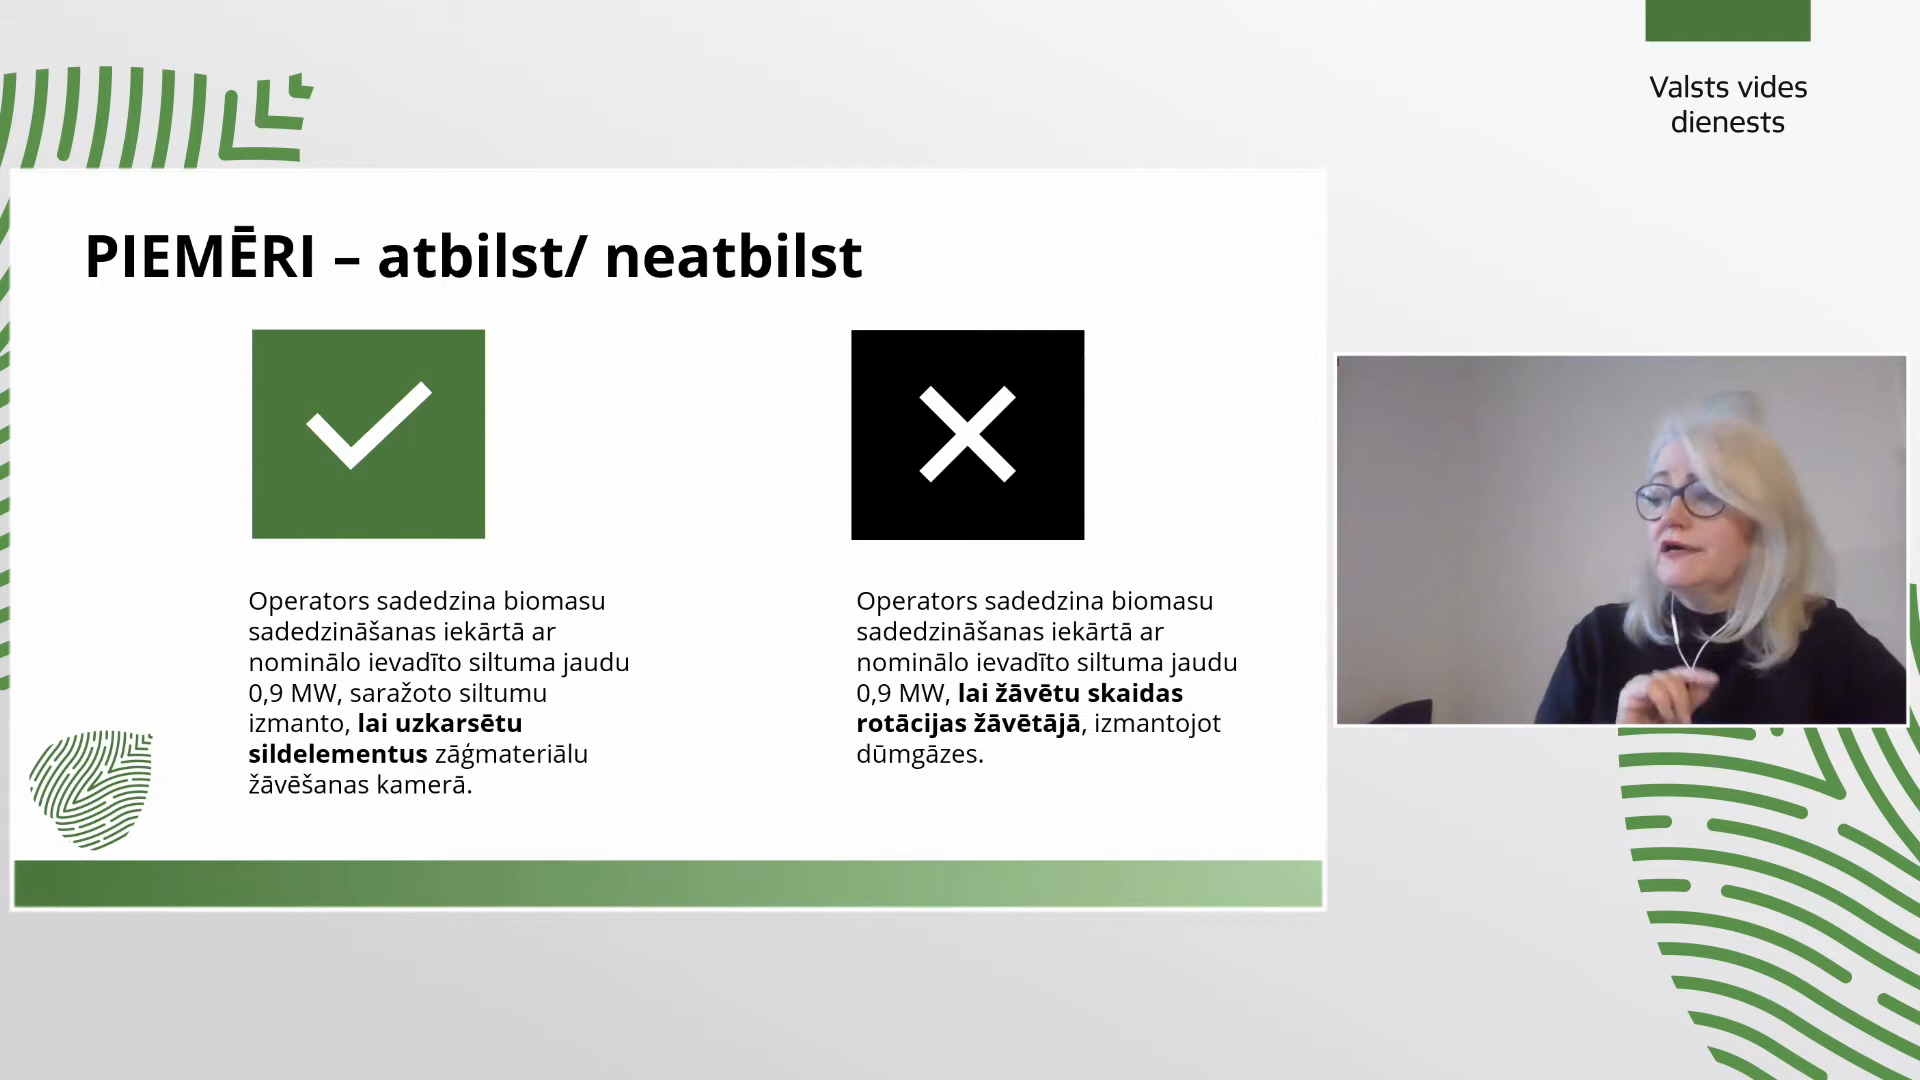 Valsts vides
dienests
PIEMĒRI – atbilst/ neatbilst
Operators sadedzina biomasu
sadedzināšanas iekārtā ar
nominālo ievadīto siltuma jaudu
0,9 MW, saražoto siltumu
izmanto, lai uzkarsētu
sildelementus zāģmateriālu
žāvēšanas kamerā.
Operators sadedzina biomasu
sadedzināšanas iekārtā ar
nominālo ievadīto siltuma jaudu
0,9 MW, lai žāvētu skaidas
rotācijas žāvētājā, izmantojot
dūmgāzes.